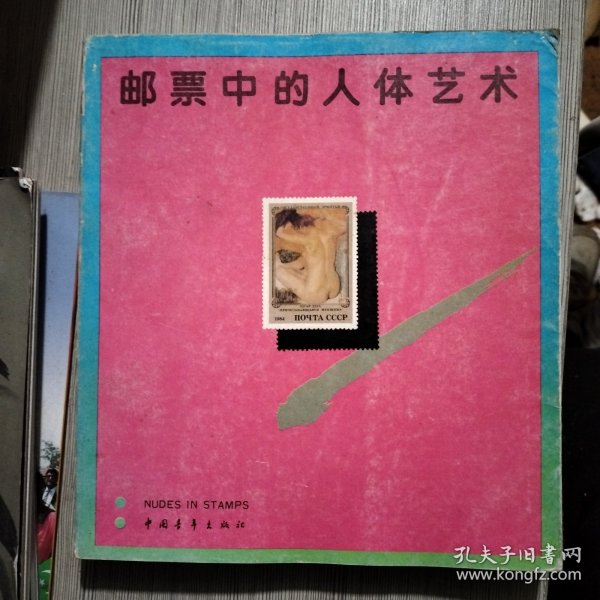 邮票中的人体艺术
1984 ПОЧТА СССР
NUDES IN STAMPS
中国青年出版社
孔夫子旧书网
www.kongfz.com